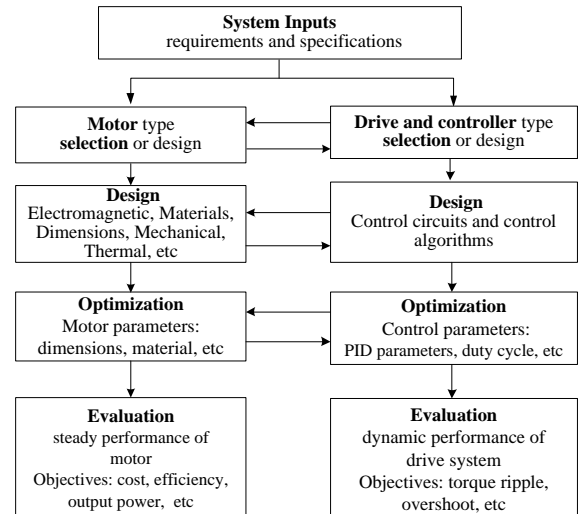 System Inputs
requirements and specifications
Motor type
selection or design
Drive and controller type
selection or design
Design
Electromagnetic, Materials,
Dimensions, Mechanical,
Thermal, etc
Design
Control circuits and control
algorithms
Optimization
Motor parameters:
dimensions, material, etc
Optimization
Control parameters:
PID parameters, duty cycle, etc
Evaluation
steady performance of
motor
Objectives: cost, efficiency,
output power, etc
Evaluation
dynamic performance of
drive system
Objectives: torque ripple,
overshoot, etc